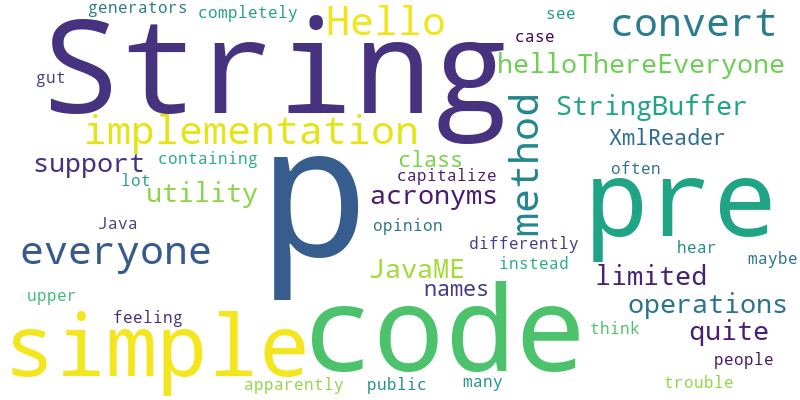 generators
completely
Hello
see
convert
String
case
gut
helloThereEveryone
StringBuffer
implementation
method
XmlReader
support
containing
class
often
lot
utility
capitalize
acronyms
p
pre
Java
opinion
everyone
differently
hear
JavaME
instead
maybe
limited
names
upper
operations
feeling
simple
code
think
quite
people
apparently
public
many
trouble